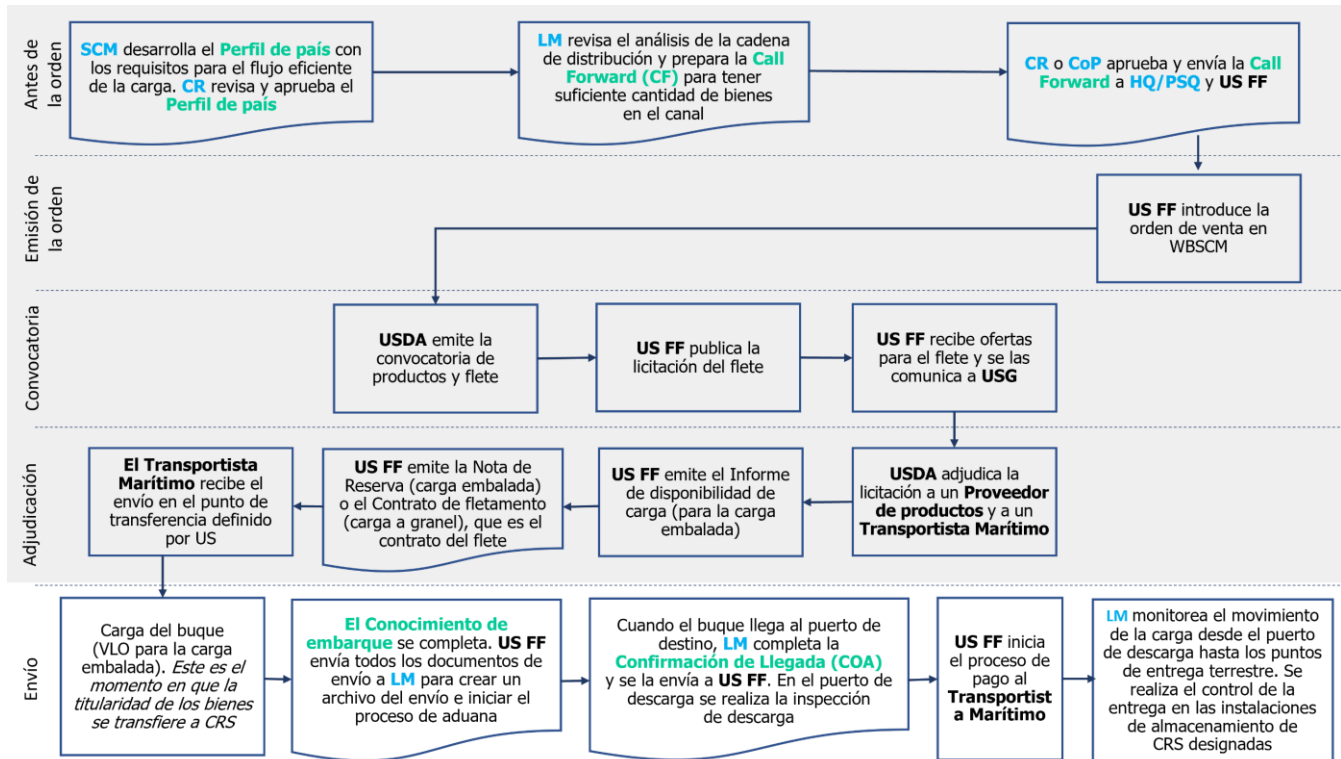 Antes de
la orden
SCM desarrolla el Perfil de país con
los requisitos para el flujo eficiente
de la carga. CR revisa y aprueba el
Perfil de país
LM revisa el análisis de la cadena
de distribución y prepara la Call
Forward (CF) para tener
suficiente cantidad de bienes
en el canal
CR o CoP aprueba y envía la Call
Forward a HQ/PSQ y US FF
Emisión de
la orden
US FF introduce la
orden de venta en
WBSCM
Convocatoria
USDA emite la
convocatoria de
productos y flete
US FF publica la
licitación del flete
US FF recibe ofertas
para el flete y se las
comunica a USG
Adjudicación
El Transportista
Marítimo recibe el
envío en el punto de
transferencia definido
por US
US FF emite la Nota de
Reserva (carga embalada)
o el Contrato de fletamento
(carga a granel), que es el
contrato del flete
US FF emite el Informe
de disponibilidad de
carga (para la carga
embalada)
USDA adjudica la
licitación a un Proveedor
de productos y a un
Transportista Marítimo
Envío
Carga del buque
(VLO para la carga
embalada). Este es el
momento en que la
titularidad de los bienes
se transfiere a CRS
El Conocimiento de
embarque se completa. US FF
envía todos los documentos de
envío a LM para crear un
archivo del envío e iniciar el
proceso de aduana
Cuando el buque llega al puerto de
destino, LM completa la
Confirmación de Llegada (COA)
y se la envía a US FF. En el puerto de
descarga se realiza la inspección
de descarga
US FF inicia
el proceso de
pago al
Transportist
a Marítimo
LM monitorea el movimiento
de la carga desde el puerto
de descarga hasta los puntos
de entrega terrestre. Se
realiza el control de la
entrega en las instalaciones
de almacenamiento de
CRS designadas